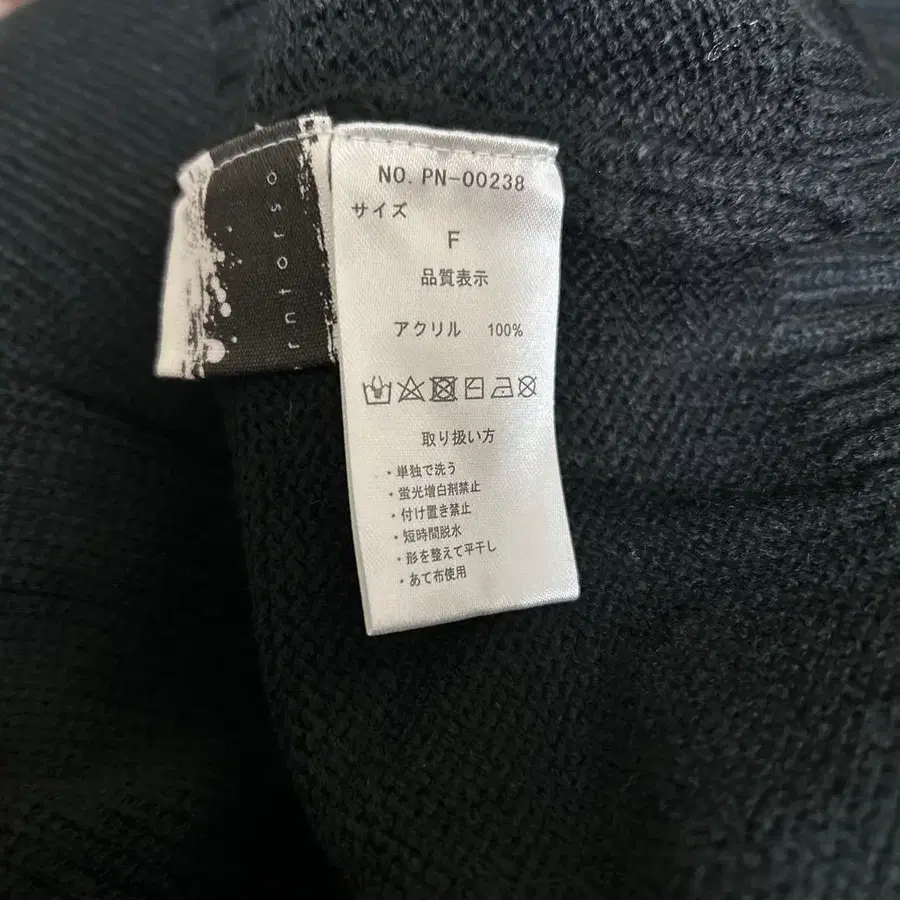 NO. PN-00238
サイズ
F
品質表示
アクリル 100%
取り扱い方
・単独で洗う
・蛍光増白剤禁止
・付け置き禁止
・短時間脱水
・形を整えて平干し
・あて布使用